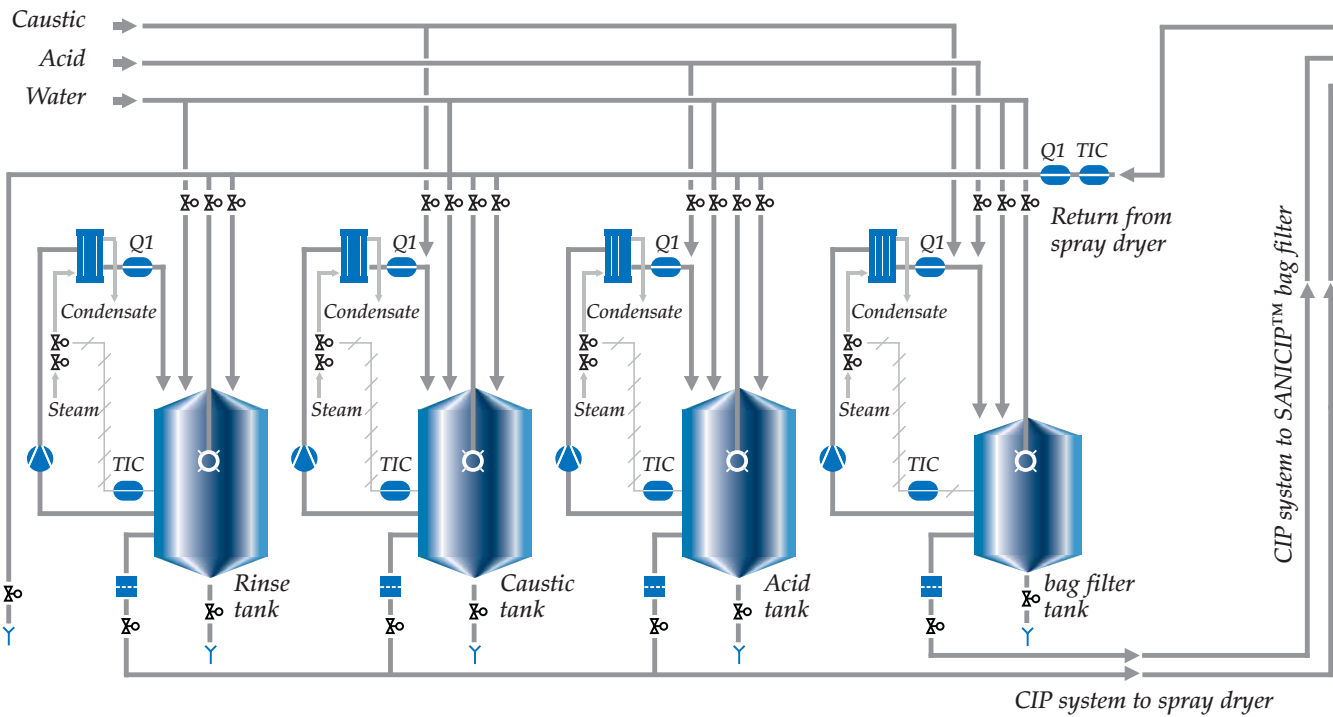 Caustic
Acid
Water
Q1 TIC
Return from
spray dryer
CIP system to SANICIP™ bag filter
Q1
Condensate
Steam
TIC
Rinse
tank
Q1
Condensate
Steam
TIC
Caustic
tank
Q1
Condensate
Steam
TIC
Acid
tank
Q1
Condensate
Steam
TIC
bag filter
tank
CIP system to spray dryer